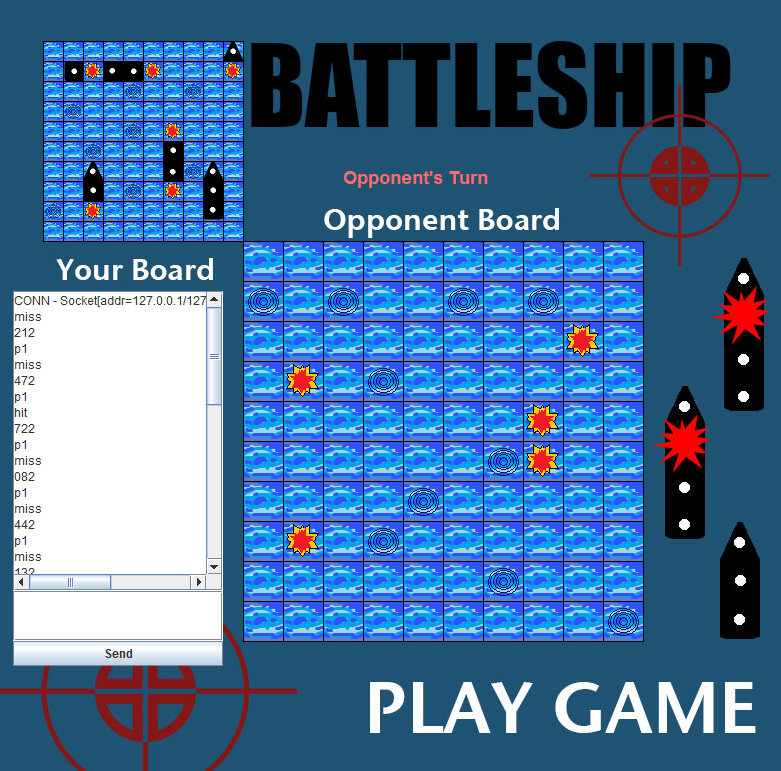 BATTLESHIP
Opponent's Turn
Opponent Board
Your Board
CONN - Socket[addr=127.0.0.1/127
miss
212
p1
miss
472
p1
hit
722
p1
miss
082
p1
miss
442
p1
miss
132
Send
PLAY GAME